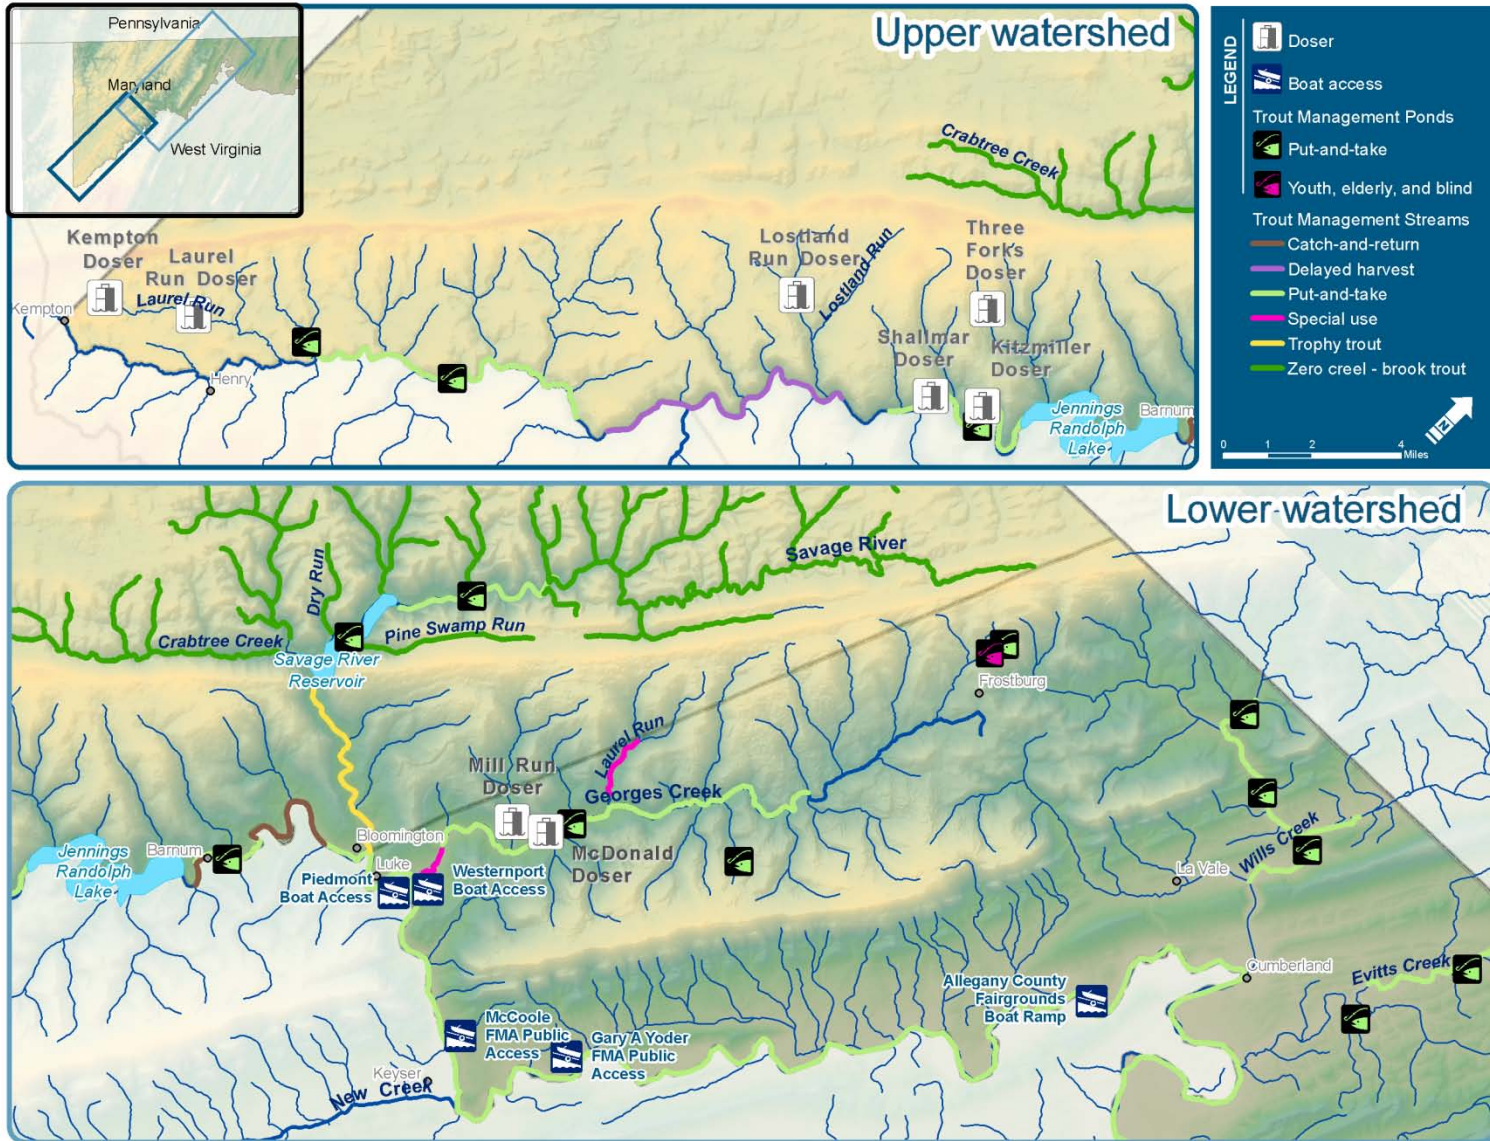 Pennsylvania
Maryland
West Virginia
Upper watershed
Crabtree Creek
Kempton
Doser
Laurel
Run Doser
Laurel Run
Kempton
Henry
Lostland
Run Doser
Lostland Run
Three
Forks
Doser
Shallmar
Doser
Kitzmiller
Doser
Jennings
Randolph
Lake
Barnum
LEGEND
Doser
Boat access
Trout Management Ponds
Put-and-take
Youth, elderly, and blind
Trout Management Streams
Catch-and-return
Delayed harvest
Put-and-take
Special use
Trophy trout
Zero creel - brook trout
N
0 1 2 4
Miles
Lower watershed
Savage River
Dry Run
Crabtree Creek
Pine Swamp Run
Savage River
Reservoir
Frostburg
Laurel Run
Mill Run
Doser
Georges Creek
Bloomington
Jennings
Randolph
Lake
Barnum
Luke
McDonald
Doser
Piedmont
Boat Access
Westernport
Boat Access
Wills Creek
La Vale
Cumberland
Evitts Creek
Allegany County
Fairgrounds
Boat Ramp
McCoole
FMA Public
Access
Gary A Yoder
FMA Public
Access
Keyser
New Creek